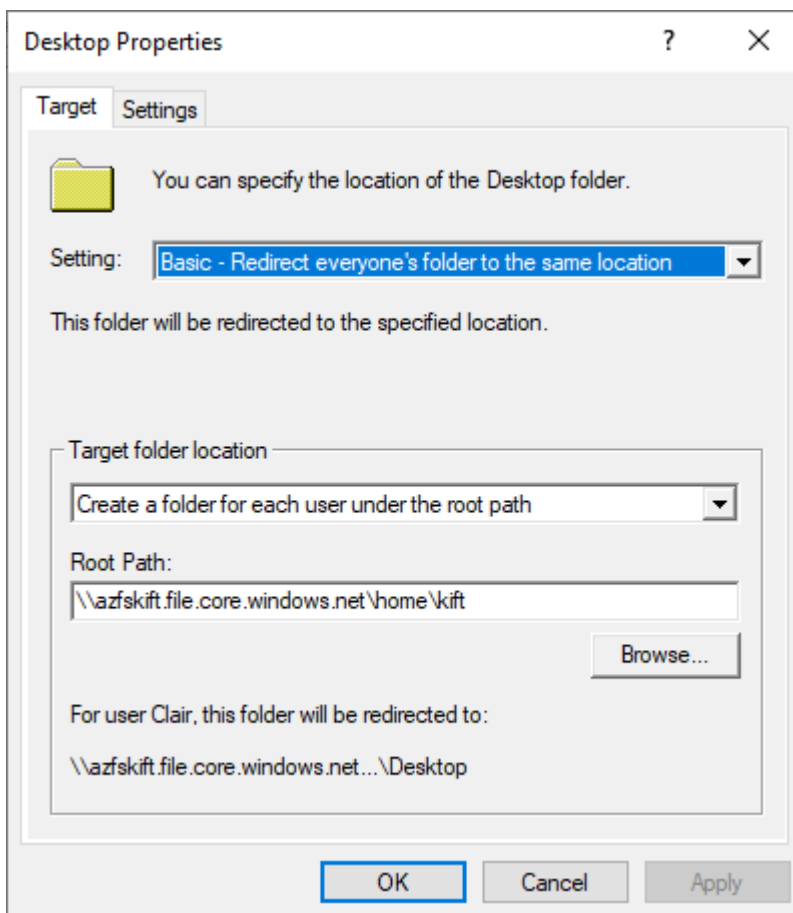 Desktop Properties
?
Target
Settings
You can specify the location of the Desktop folder.
Setting:
Basic - Redirect everyone's folder to the same location
This folder will be redirected to the specified location.
Target folder location
Create a folder for each user under the root path
Root Path:
\\azfskift.file.core.windows.net\home\kift
Browse...
For user Clair, this folder will be redirected to:
\\azfskift.file.core.windows.net...\Desktop
OK
Cancel
Apply